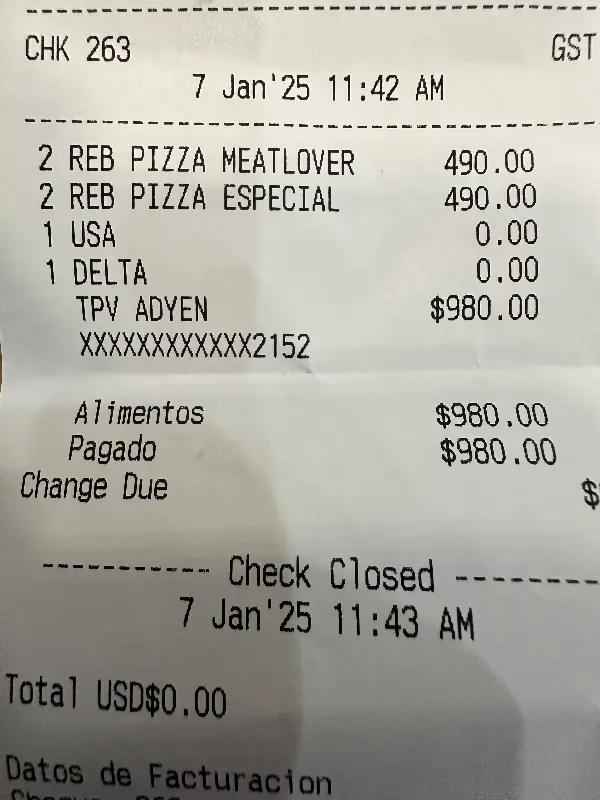 CHK 263 GST
7 Jan'25 11:42 AM
2 REB PIZZA MEATLOVER 490.00
2 REB PIZZA ESPECIAL 490.00
1 USA 0.00
1 DELTA 0.00
TPV ADYEN $980.00
XXXXXXXXXXXX2152
Alimentos $980.00
Pagado $980.00
Change Due $
----------- Check Closed --------
7 Jan'25 11:43 AM
Total USD$0.00
Datos de Facturacion